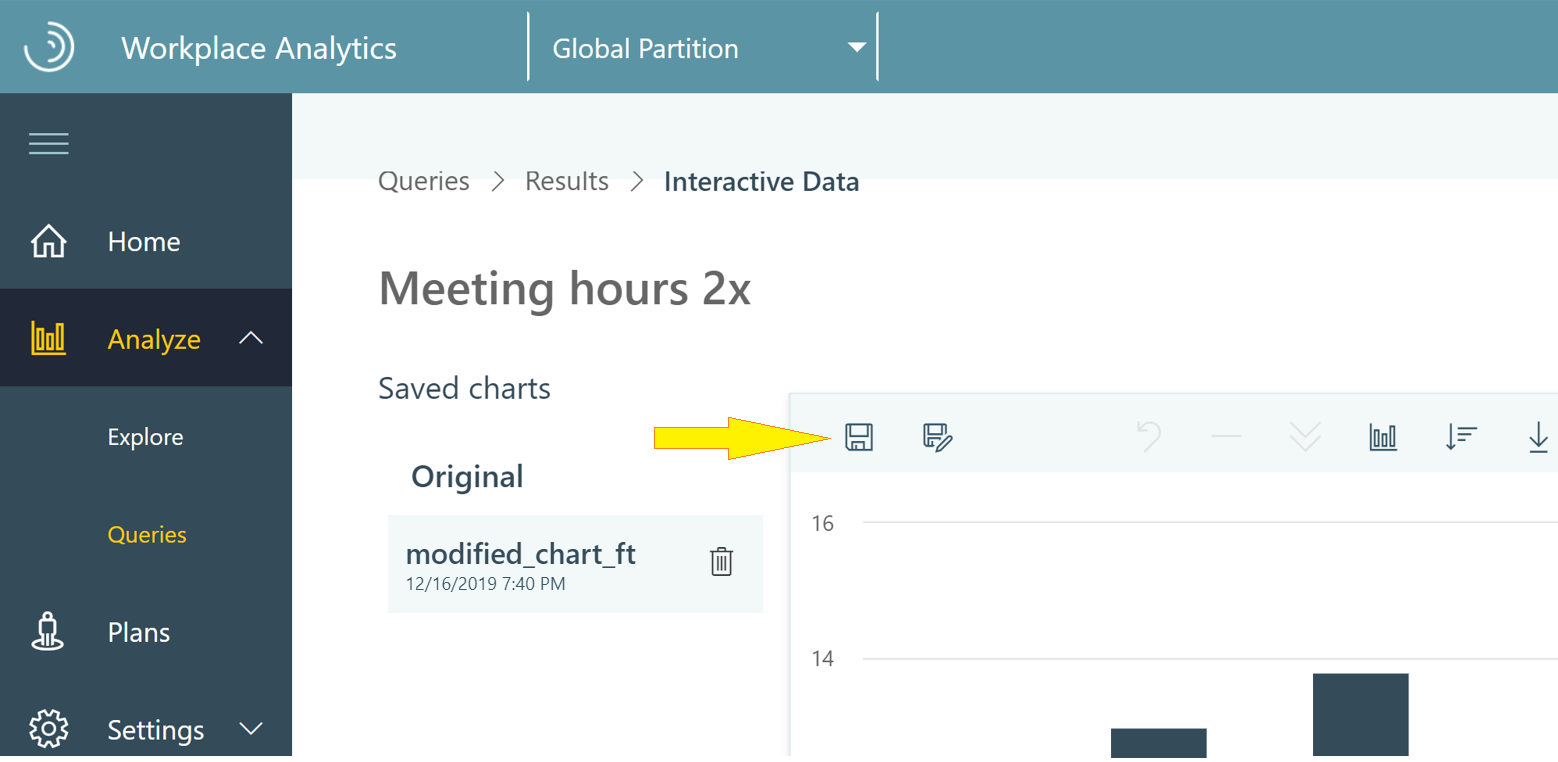 Workplace Analytics
Global Partition
Queries > Results > Interactive Data
Home
Meeting hours 2x
Analyze
Saved charts
Explore
Original
Queries
modified_chart_ft
12/16/2019 7:40 PM
16
Plans
14
Settings